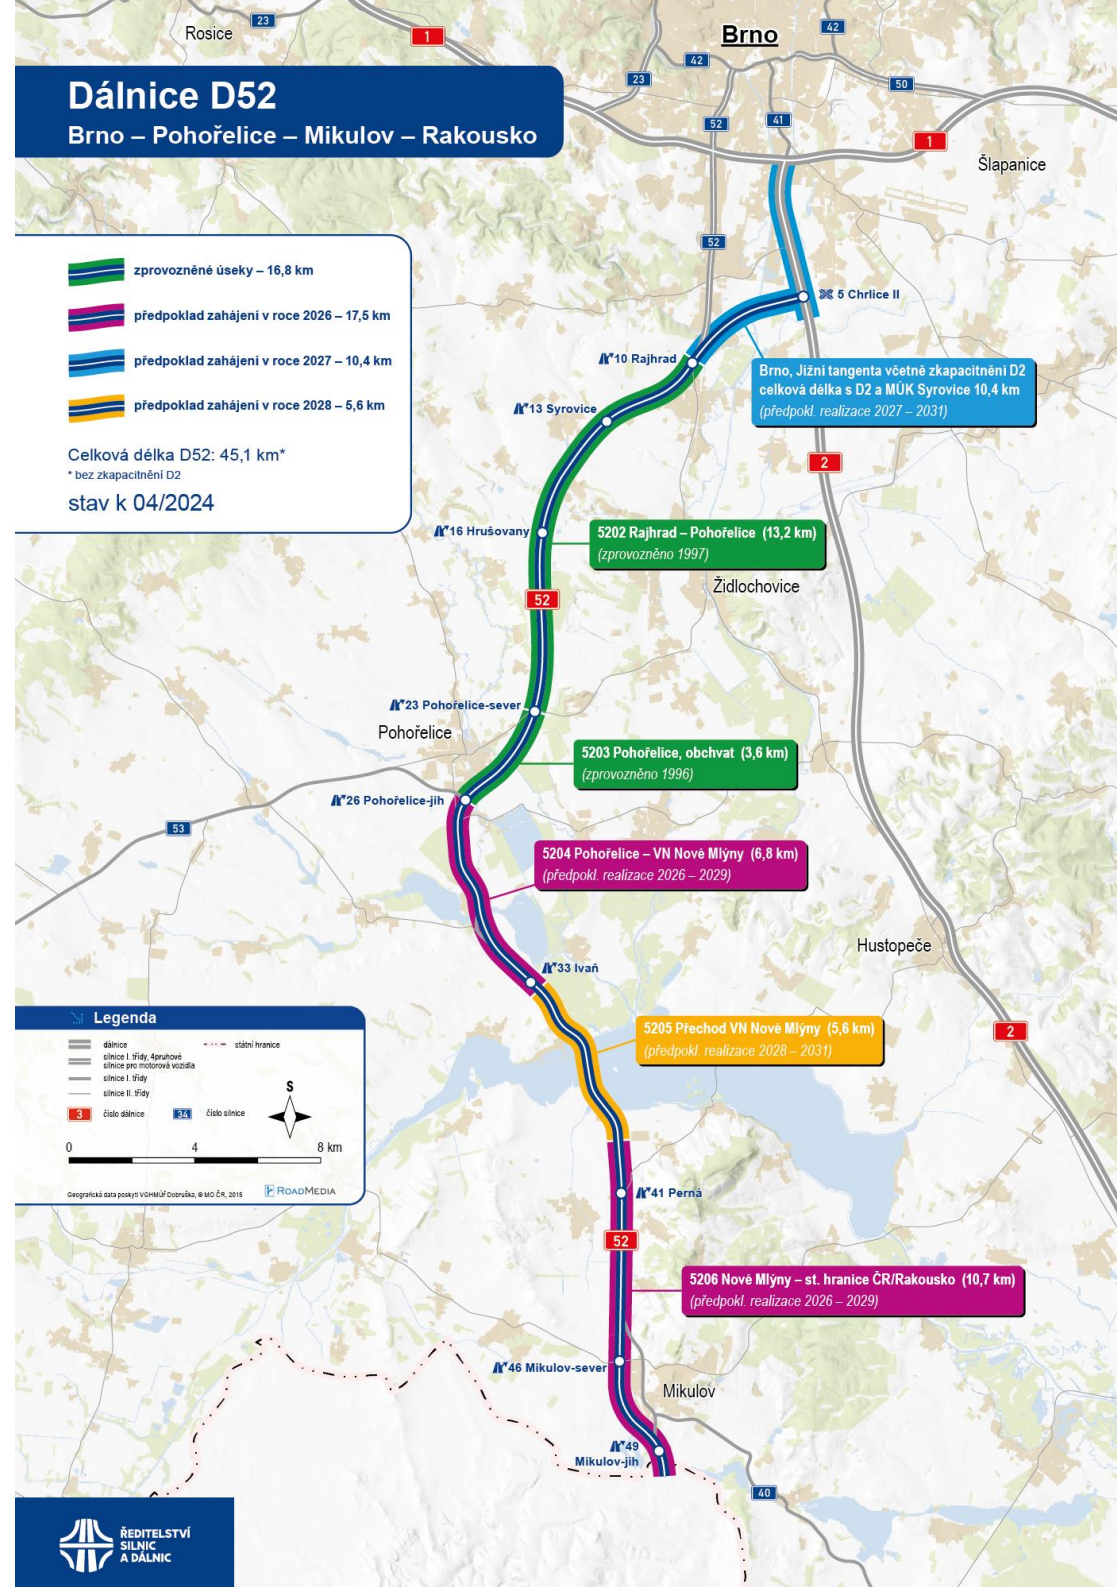 Rosice
23
1
Brno
42
42
23
50
52
41
1
Šlapanice
Dálnice D52
Brno – Pohořelice – Mikulov – Rakousko
52
zprovozněné úseky – 16,8 km
předpoklad zahájení v roce 2026 – 17,5 km
předpoklad zahájení v roce 2027 – 10,4 km
předpoklad zahájení v roce 2028 – 5,6 km
Celková délka D52: 45,1 km*
* bez zkapacitnění D2
stav k 04/2024
5 Chrlice II
10 Rajhrad
Brno, Jižní tangenta včetně zkapacitnění D2
celková délka s D2 a MÚK Syrovice 10,4 km
(předpokl. realizace 2027 – 2031)
13 Syrovice
2
16 Hrušovany
5202 Rajhrad – Pohořelice (13,2 km)
(zprovozněno 1997)
Židlochovice
52
23 Pohořelice-sever
Pohořelice
5203 Pohořelice, obchvat (3,6 km)
(zprovozněno 1996)
26 Pohořelice-jih
53
5204 Pohořelice – VN Nové Mlýny (6,8 km)
(předpokl. realizace 2026 – 2029)
Hustopeče
33 Ivaň
5205 Přechod VN Nové Mlýny (5,6 km)
(předpokl. realizace 2028 – 2031)
2
Legenda
dálnice
státní hranice
silnice I. třídy, 4pruhové
silnice pro motorová vozidla
silnice I. třídy
silnice II. třídy
3 číslo dálnice
34 číslo silnice
S
0 4 8 km
Geografická data poskytl VGHMÚř Dobruška, © MO ČR, 2015
ROADMEDIA
41 Perná
52
5206 Nové Mlýny – st. hranice ČR/Rakousko (10,7 km)
(předpokl. realizace 2026 – 2029)
46 Mikulov-sever
Mikulov
49
Mikulov-jih
40
ŘEDITELSTVÍ
SILNIC
A DÁLNIC